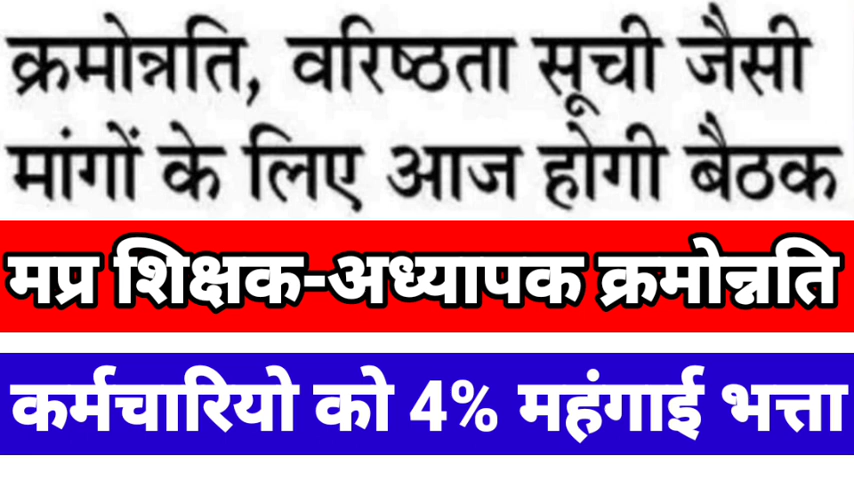 क्रमोन्नति, वरिष्ठता सूची जैसी
मांगों के लिए आज होगी बैठक
मप्र शिक्षक-अध्यापक क्रमोन्नति
कर्मचारियो को 4% महंगाई भत्ता